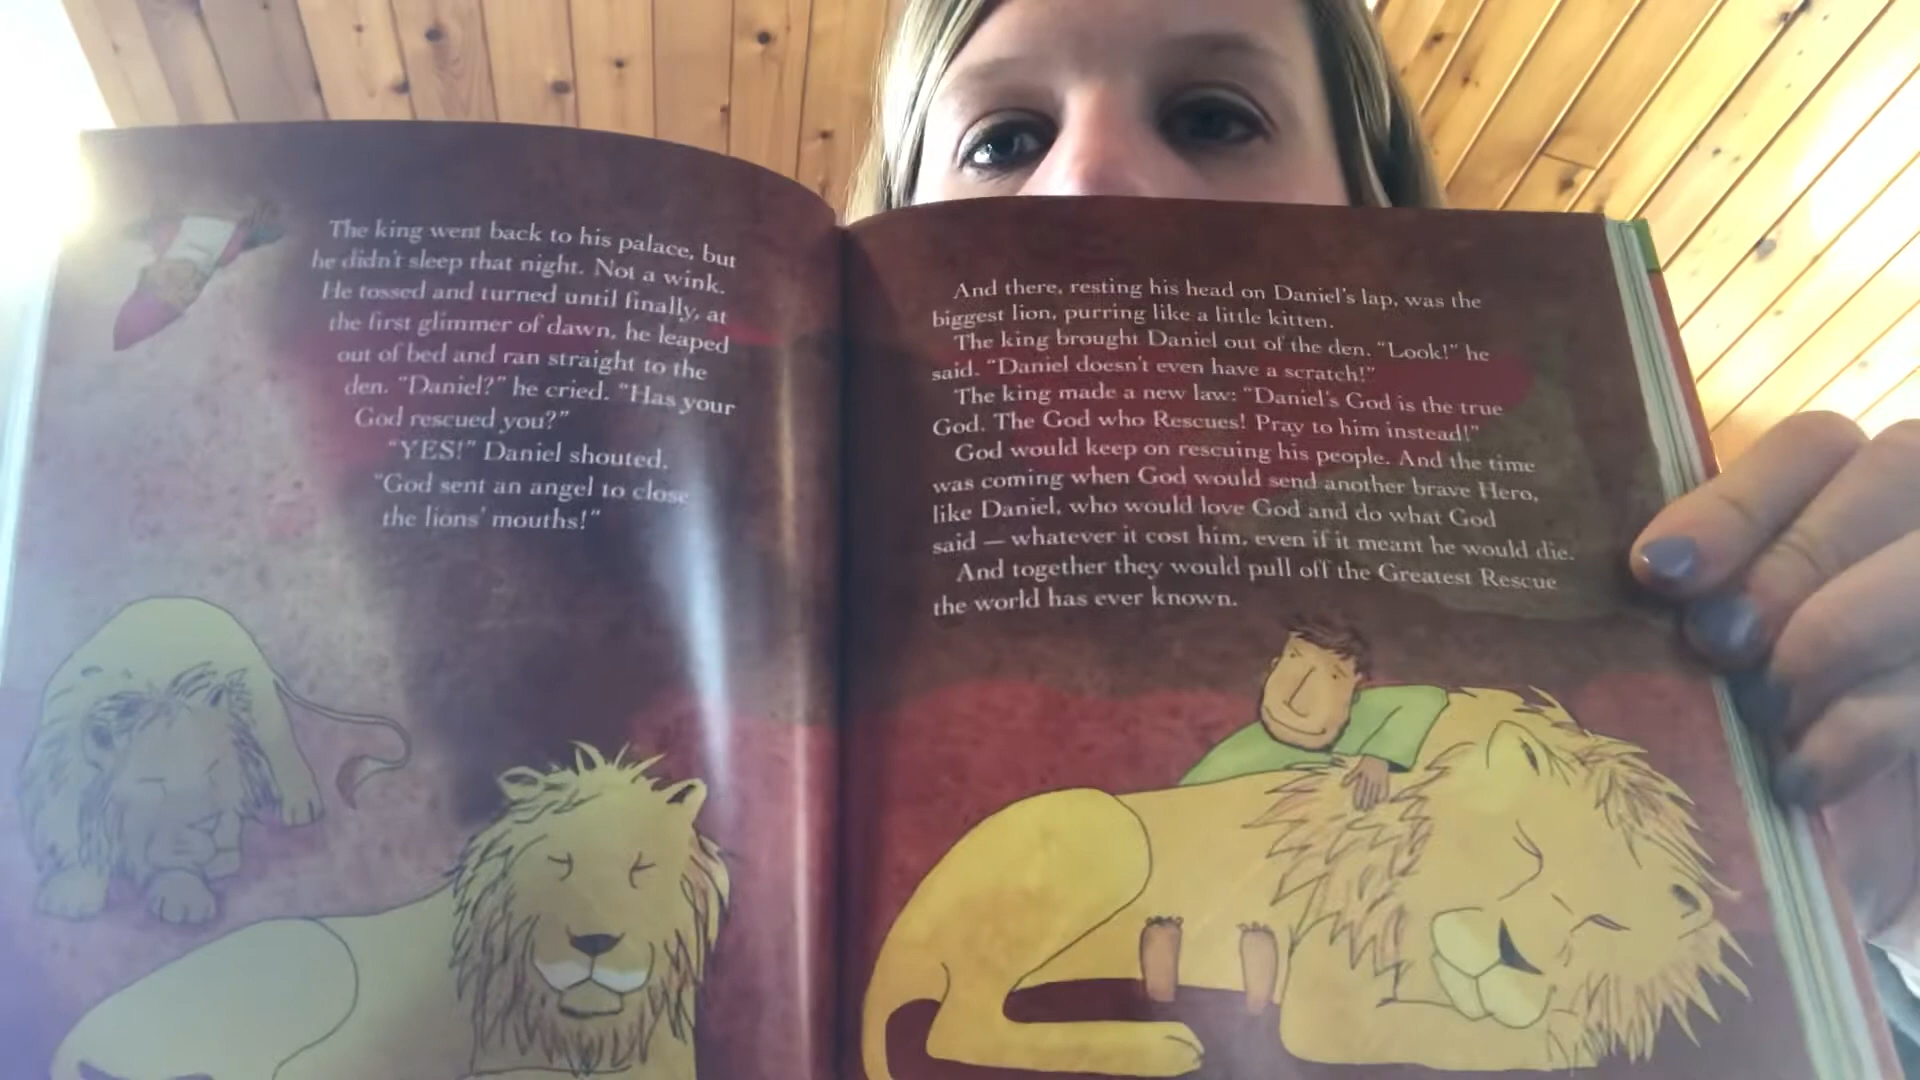 The king went back to his palace, but
he didn't sleep that night. Not a wink.
He tossed and turned until finally, at
the first glimmer of dawn, he leaped
out of bed and ran straight to the
den. "Daniel?" he cried. "Has your
God rescued you?"
"YES!" Daniel shouted.
"God sent an angel to close
the lions' mouths!"
And there, resting his head on Daniel's lap, was the
biggest lion, purring like a little kitten.
The king brought Daniel out of the den. "Look!" he
said. "Daniel doesn't even have a scratch!"
The king made a new law: "Daniel's God is the true
God. The God who Rescues! Pray to him instead!"
God would keep on rescuing his people. And the time
was coming when God would send another brave Hero,
like Daniel, who would love God and do what God
said — whatever it cost him, even if it meant he would die.
And together they would pull off the Greatest Rescue
the world has ever known.